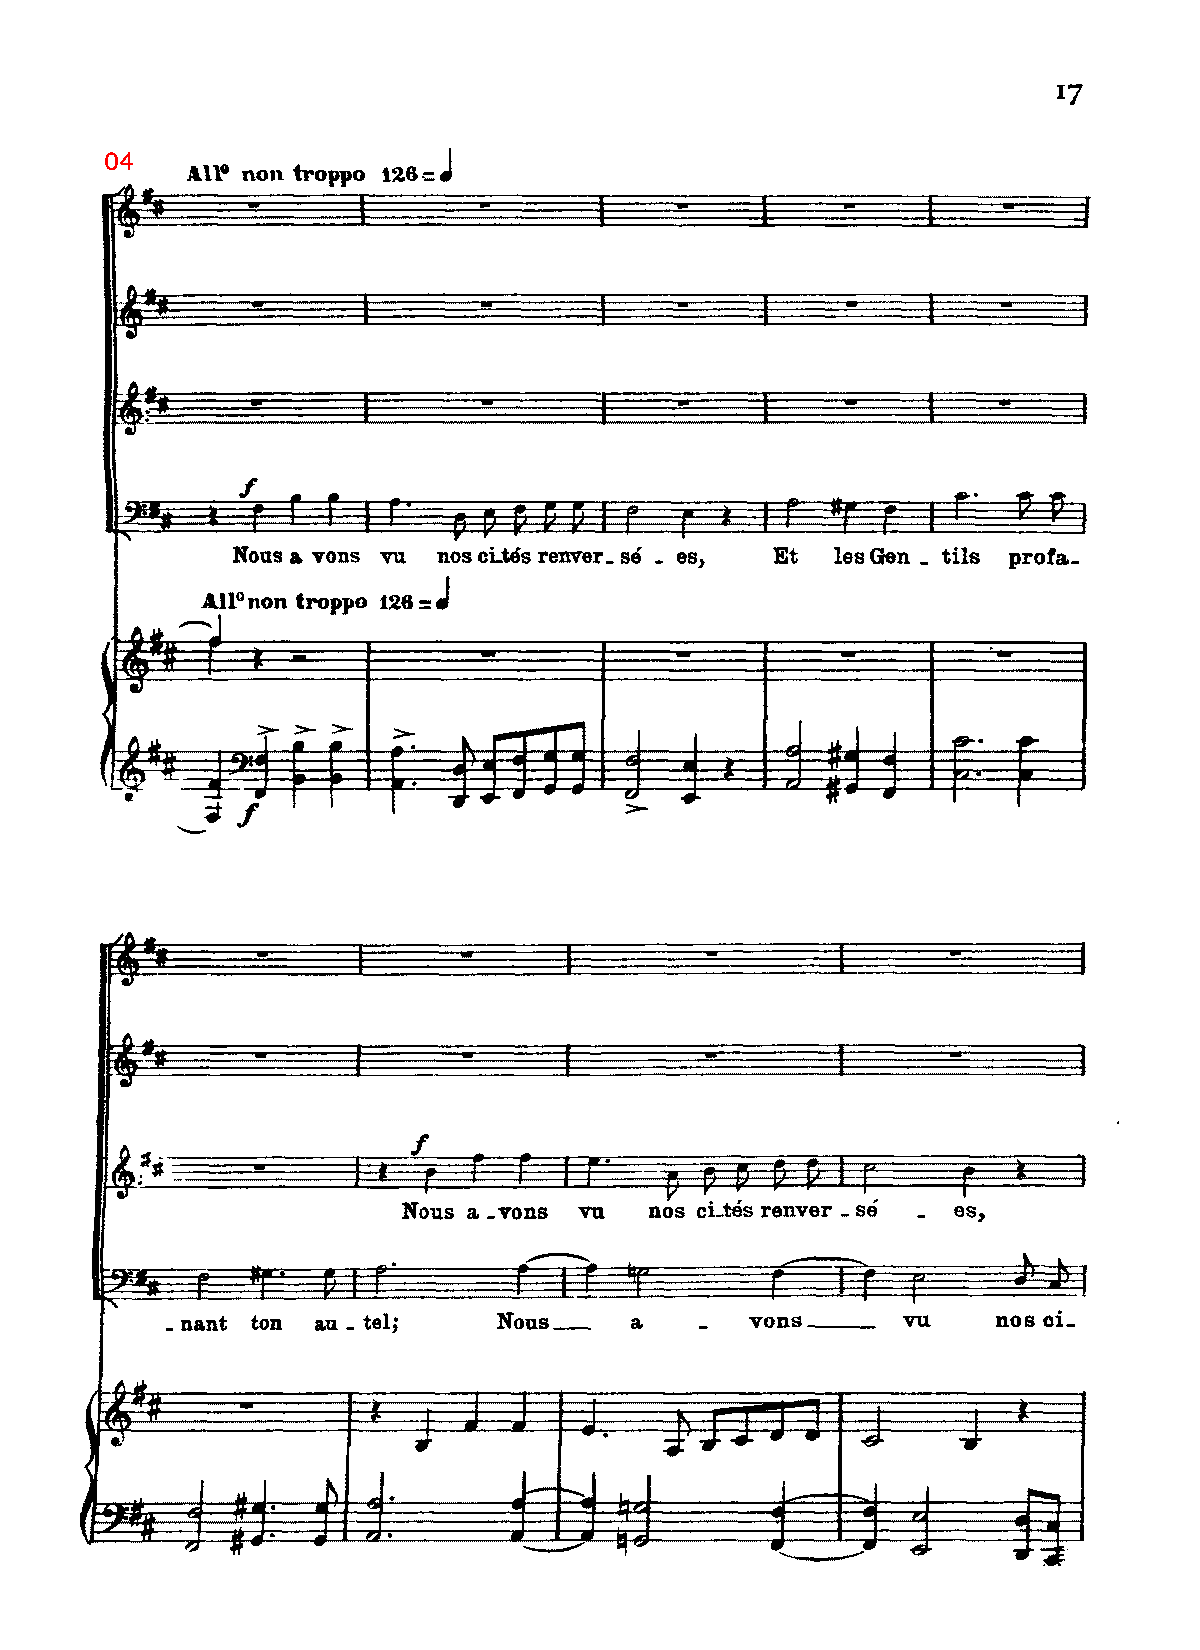 17
04
Allº non troppo 126 = ♩
f
Nous a vons vu nos ci-tés renver-sé - es, Et les Gen - tils profa-
Allº non troppo 126 = ♩
f
f
Nous a - vons vu nos ci-tés renver - sé - es,
- nant ton au - tel; Nous a - vons vu nos ci-